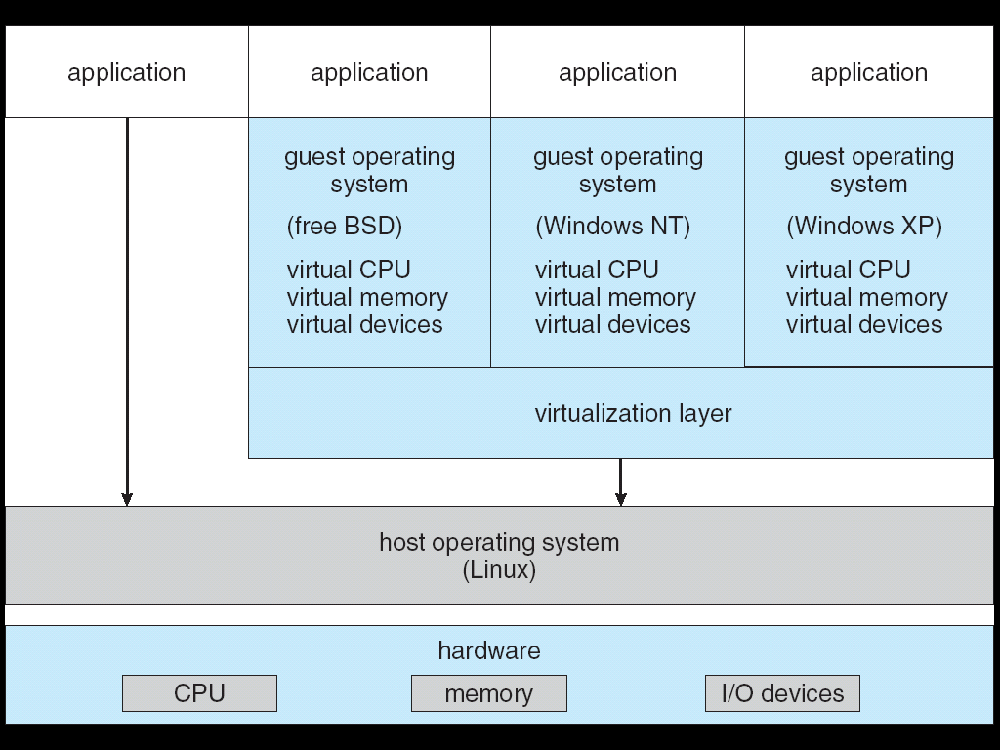 application
application
application
application
guest operating
system
(free BSD)
virtual CPU
virtual memory
virtual devices
guest operating
system
(Windows NT)
virtual CPU
virtual memory
virtual devices
guest operating
system
(Windows XP)
virtual CPU
virtual memory
virtual devices
virtualization layer
host operating system
(Linux)
hardware
CPU
memory
I/O devices